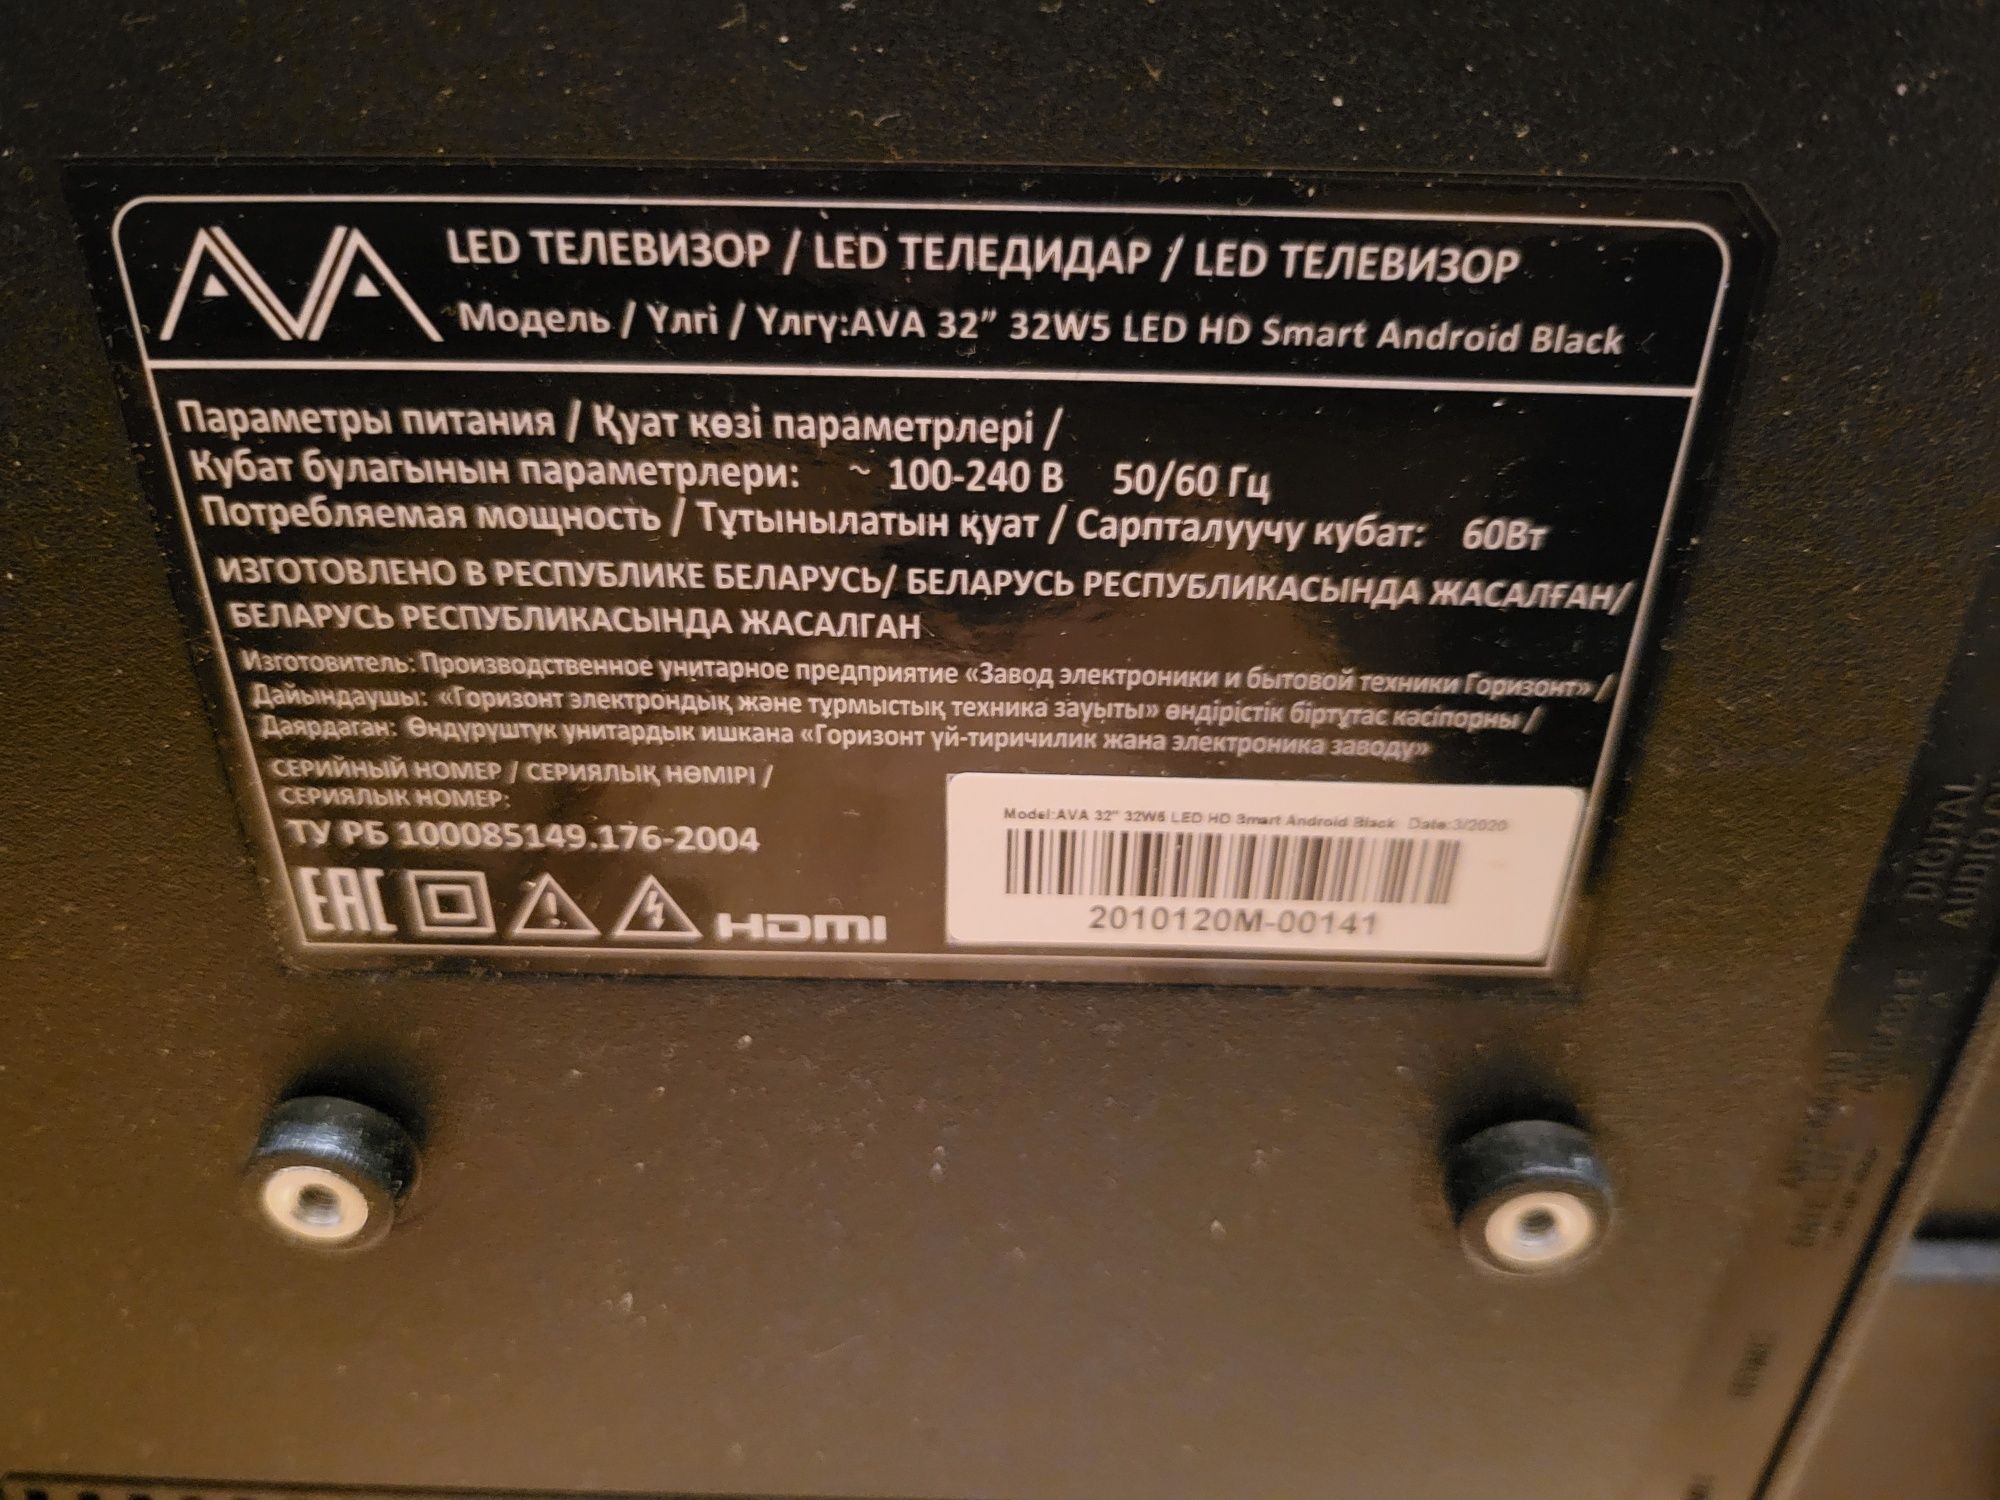 AVA
LED ТЕЛЕВИЗОР / LED ТЕЛЕДИДАР / LED ТЕЛЕВИЗОР
Модель / Үлгі / Үлгү:AVA 32” 32W5 LED HD Smart Android Black
Параметры питания / Қуат көзі параметрлері /
Кубат булагынын параметрлери: ~ 100-240 В 50/60 Гц
Потребляемая мощность / Тұтынылатын қуат / Сарпталуучу кубат: 60Вт
ИЗГОТОВЛЕНО В РЕСПУБЛИКЕ БЕЛАРУСЬ/ БЕЛАРУСЬ РЕСПУБЛИКАСЫНДА ЖАСАЛҒАН/
БЕЛАРУСЬ РЕСПУБЛИКАСЫНДА ЖАСАЛГАН
Изготовитель: Производственное унитарное предприятие «Завод электроники и бытовой техники Горизонт» /
Дайындаушы: «Горизонт электрондық және тұрмыстық техника зауыты» өндірістік біртұтас кәсіпорны /
Даярдаган: Өндүрүштүк унитардык ишкана «Горизонт үй-тиричилик жана электроника заводу»
СЕРИЙНЫЙ НОМЕР / СЕРИЯЛЫҚ НӨМІРІ /
СЕРИЯЛЫК НОМЕР:
ТУ РБ 100085149.176-2004
EAC HDMI
Model:AVA 32" 32W5 LED HD Smart Android Black Date:3/2020
2010120M-00141
DIGITAL